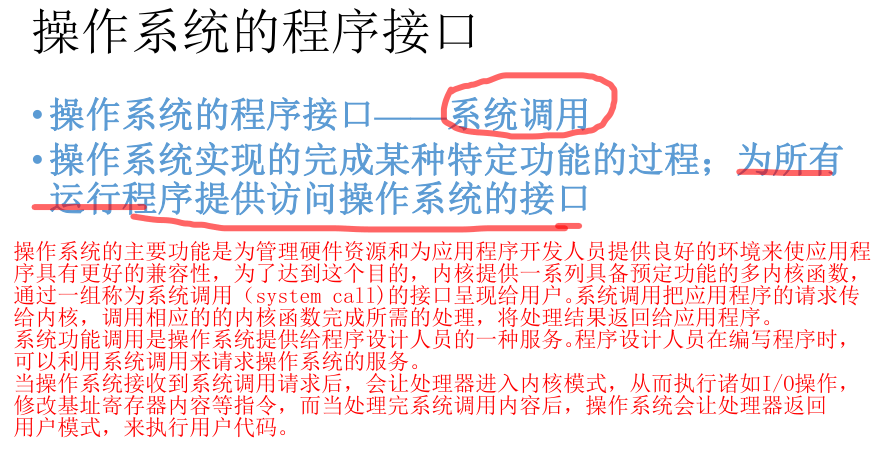 操作系统的程序接口
•操作系统的程序接口——系统调用
•操作系统实现的完成某种特定功能的过程；为所有
运行程序提供访问操作系统的接口
操作系统的主要功能是为管理硬件资源和为应用程序开发人员提供良好的环境来使应用程
序具有更好的兼容性，为了达到这个目的，内核提供一系列具备预定功能的多内核函数，
通过一组称为系统调用（system call)的接口呈现给用户。系统调用把应用程序的请求传
给内核，调用相应的的内核函数完成所需的处理，将处理结果返回给应用程序。
系统功能调用是操作系统提供给程序设计人员的一种服务。程序设计人员在编写程序时，
可以利用系统调用来请求操作系统的服务。
当操作系统接收到系统调用请求后，会让处理器进入内核模式，从而执行诸如I/O操作，
修改基址寄存器内容等指令，而当处理完系统调用内容后，操作系统会让处理器返回
用户模式，来执行用户代码。